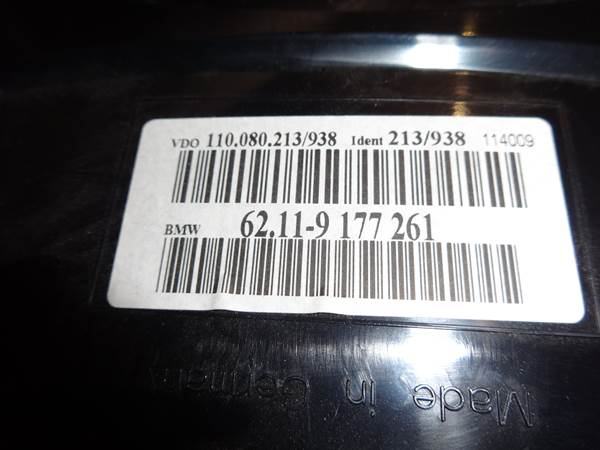 VDO 110.080.213/938 Ident 213/938 114009
BMW 62.11-9 177 261
Made in Germany